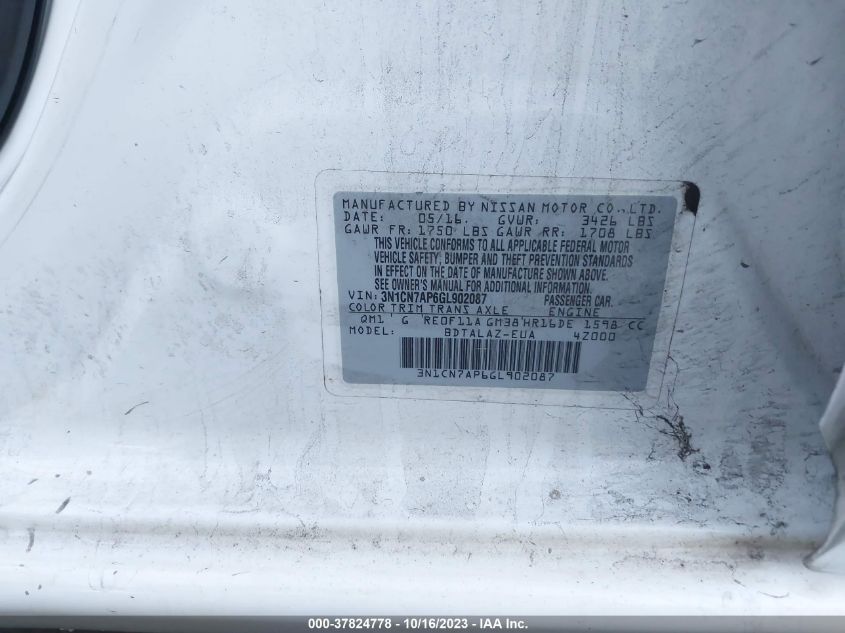 MANUFACTURED BY NISSAN MOTOR CO., LTD.
DATE: 05/16. GVWR: 3426 LBS
GAWR FR: 1750 LBS GAWR RR: 1708 LBS
THIS VEHICLE CONFORMS TO ALL APPLICABLE FEDERAL MOTOR
VEHICLE SAFETY, BUMPER AND THEFT PREVENTION STANDARDS
IN EFFECT ON THE DATE OF MANUFACTURE SHOWN ABOVE.
SEE OWNER'S MANUAL FOR ADDITIONAL INFORMATION.
VIN: 3N1CN7AP6GL902087 PASSENGER CAR.
COLOR TRIM TRANS AXLE ENGINE
QM1 G RE0F11A GM38 HR16DE 1598 CC
MODEL: BDTALAZ-EUA 4Z000
3N1CN7AP6GL902087
000-37824778 - 10/16/2023 - IAA Inc.